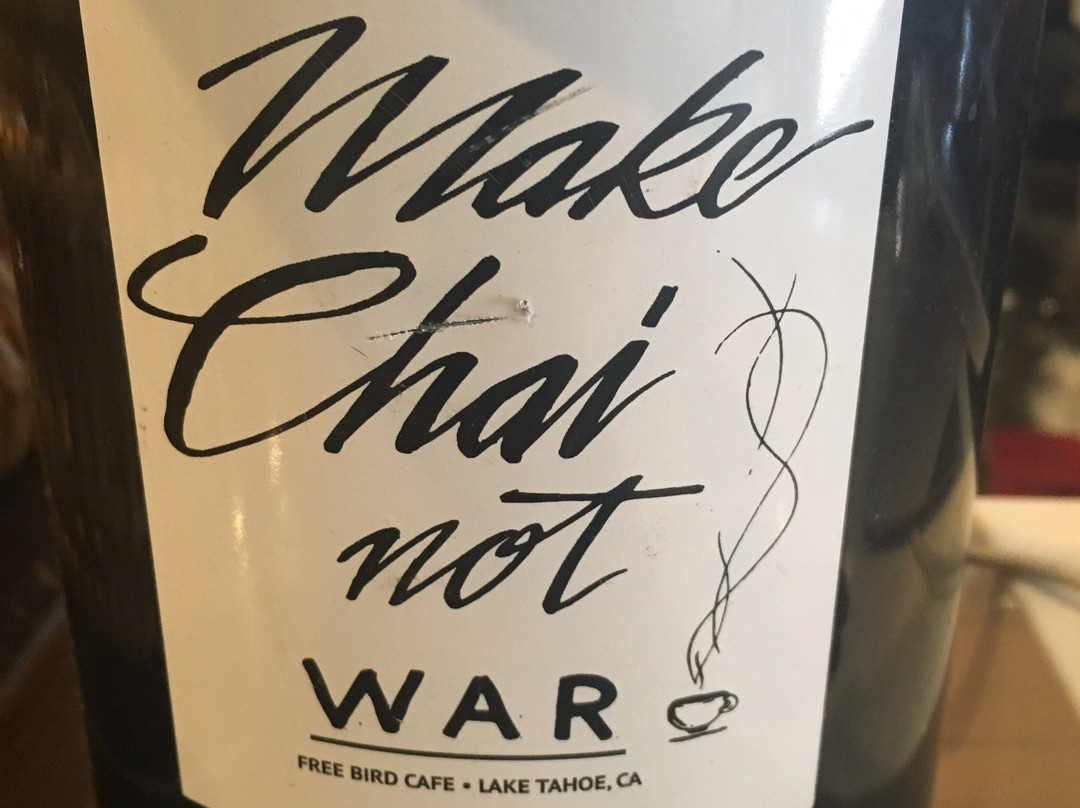 Make
Chai
not
WAR
FREE BIRD CAFE • LAKE TAHOE, CA